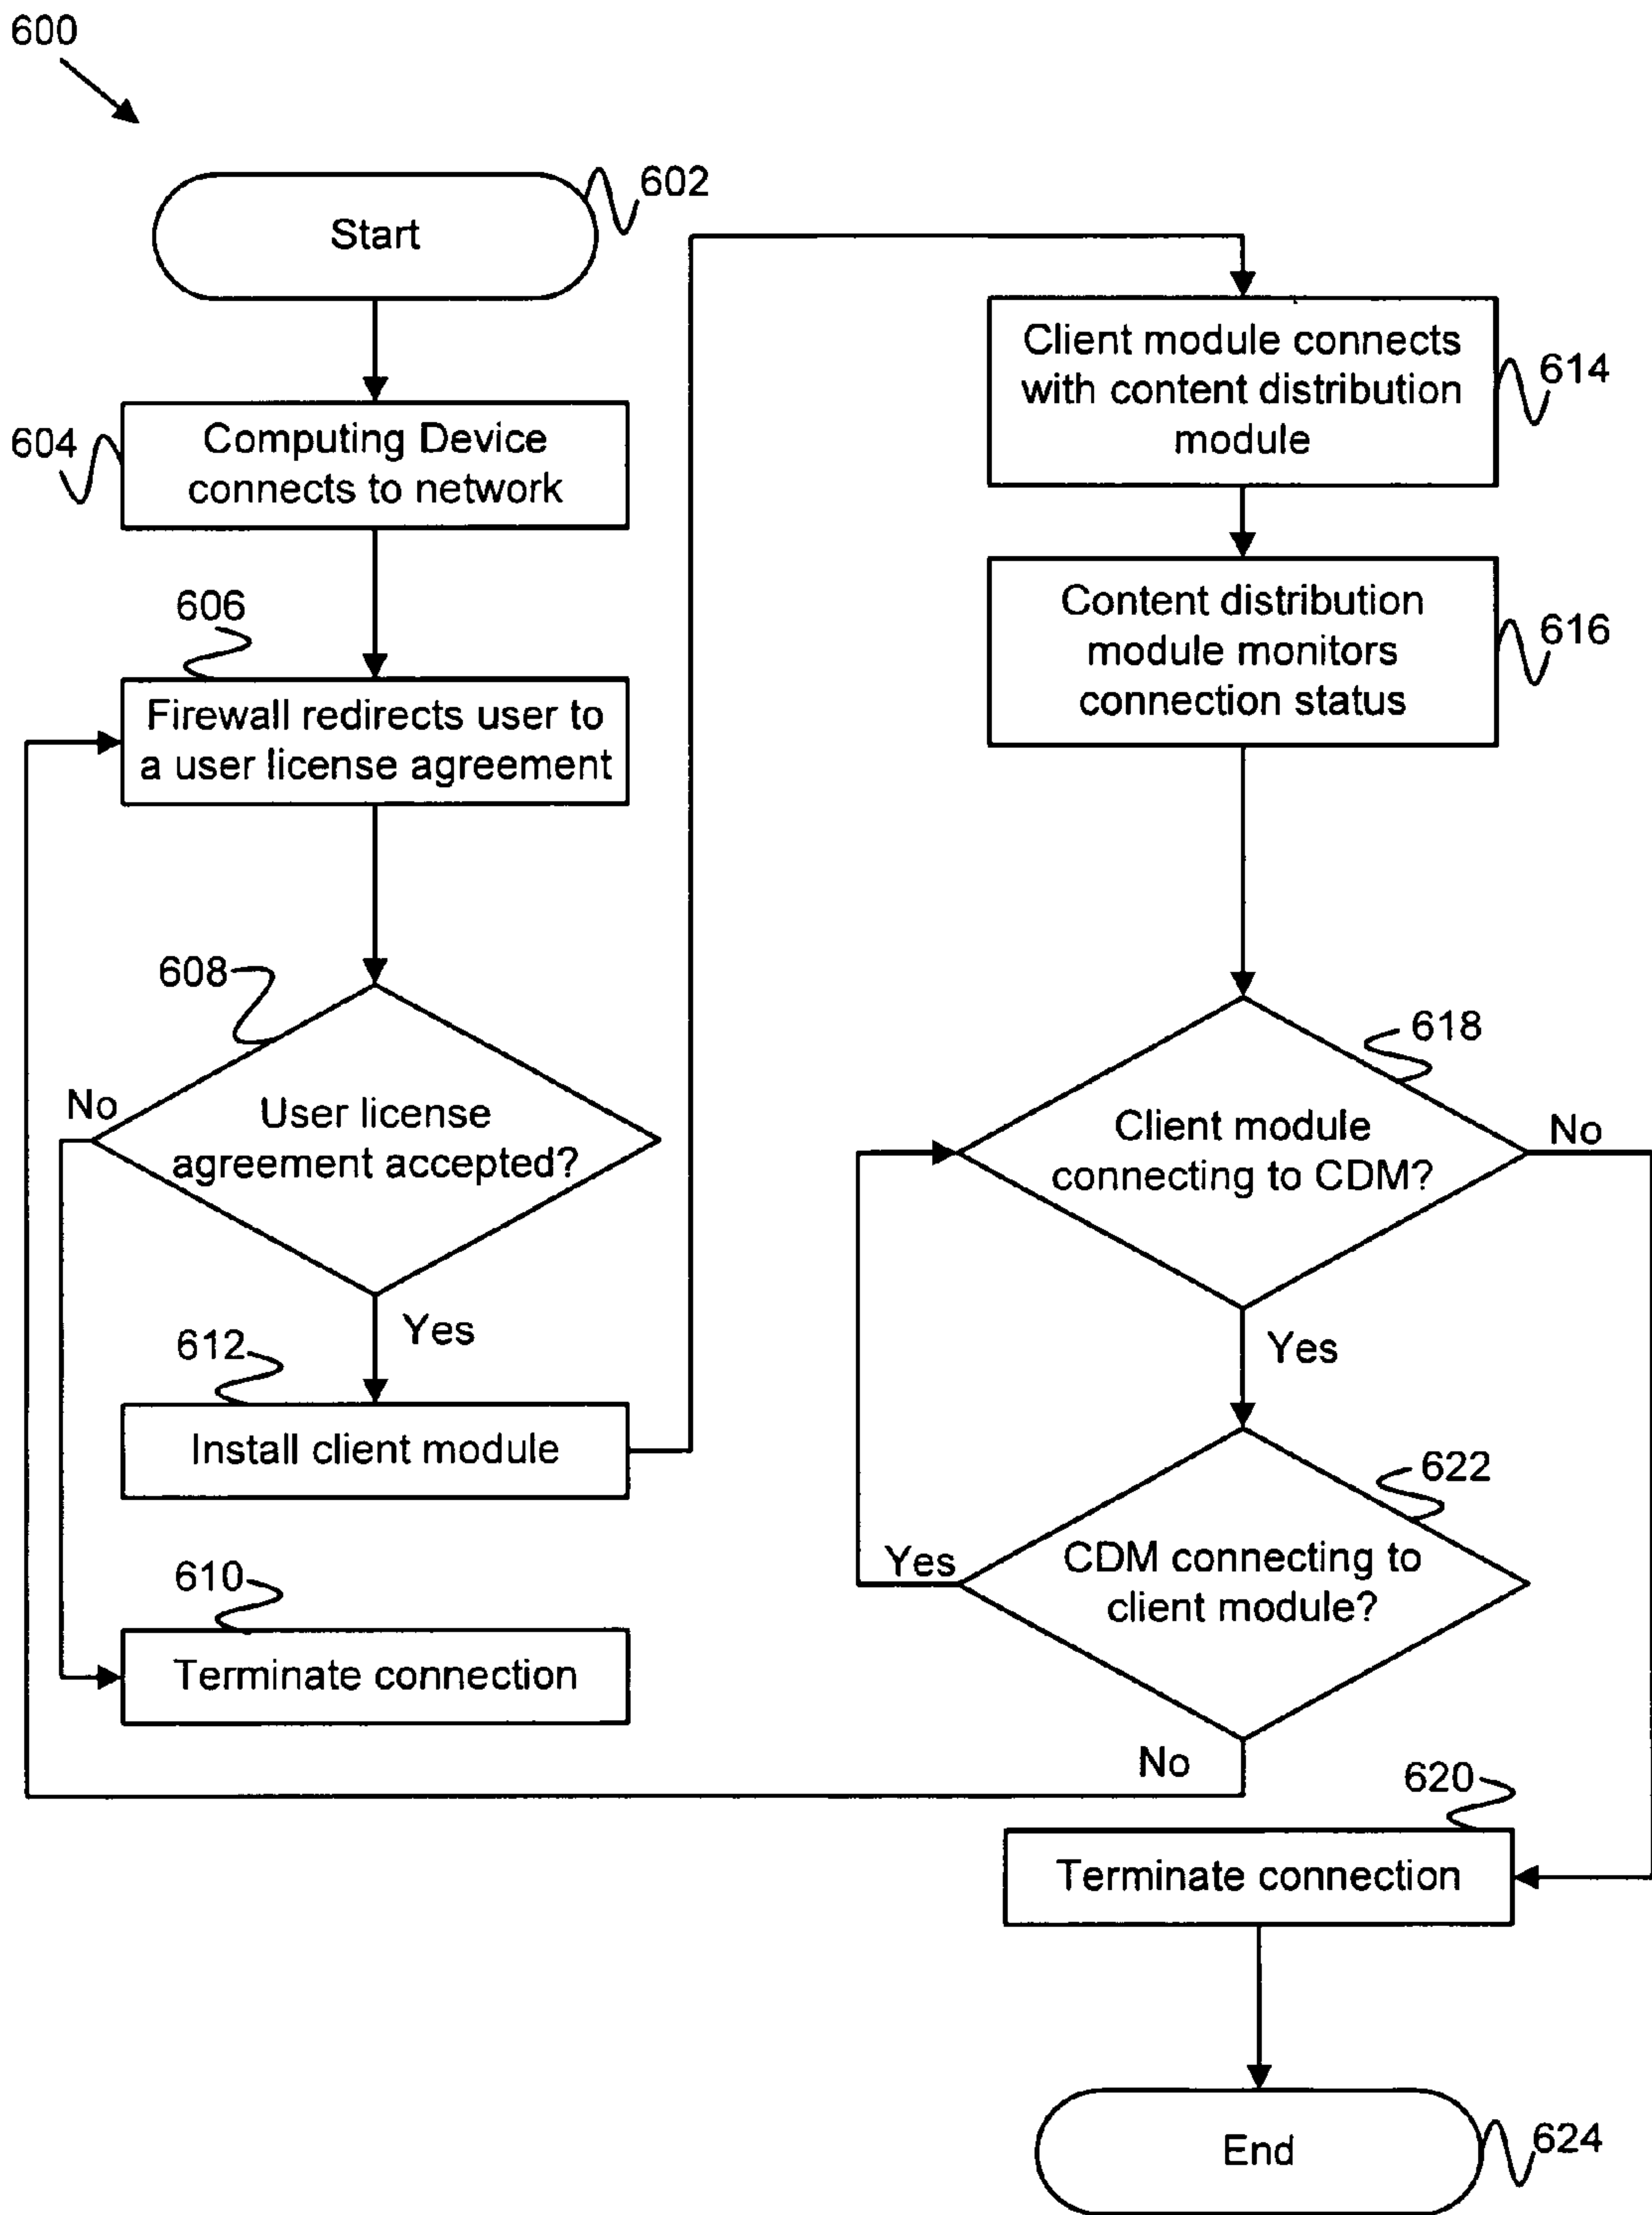 600
602
Start
604
Computing Device
connects to network
606
Firewall redirects user to
a user license agreement
608
No
User license
agreement accepted?
Yes
612
Install client module
610
Terminate connection
Client module connects
with content distribution
module
614
Content distribution
module monitors
connection status
616
618
Client module
connecting to CDM?
No
Yes
622
CDM connecting to
client module?
Yes
No
620
Terminate connection
End
624